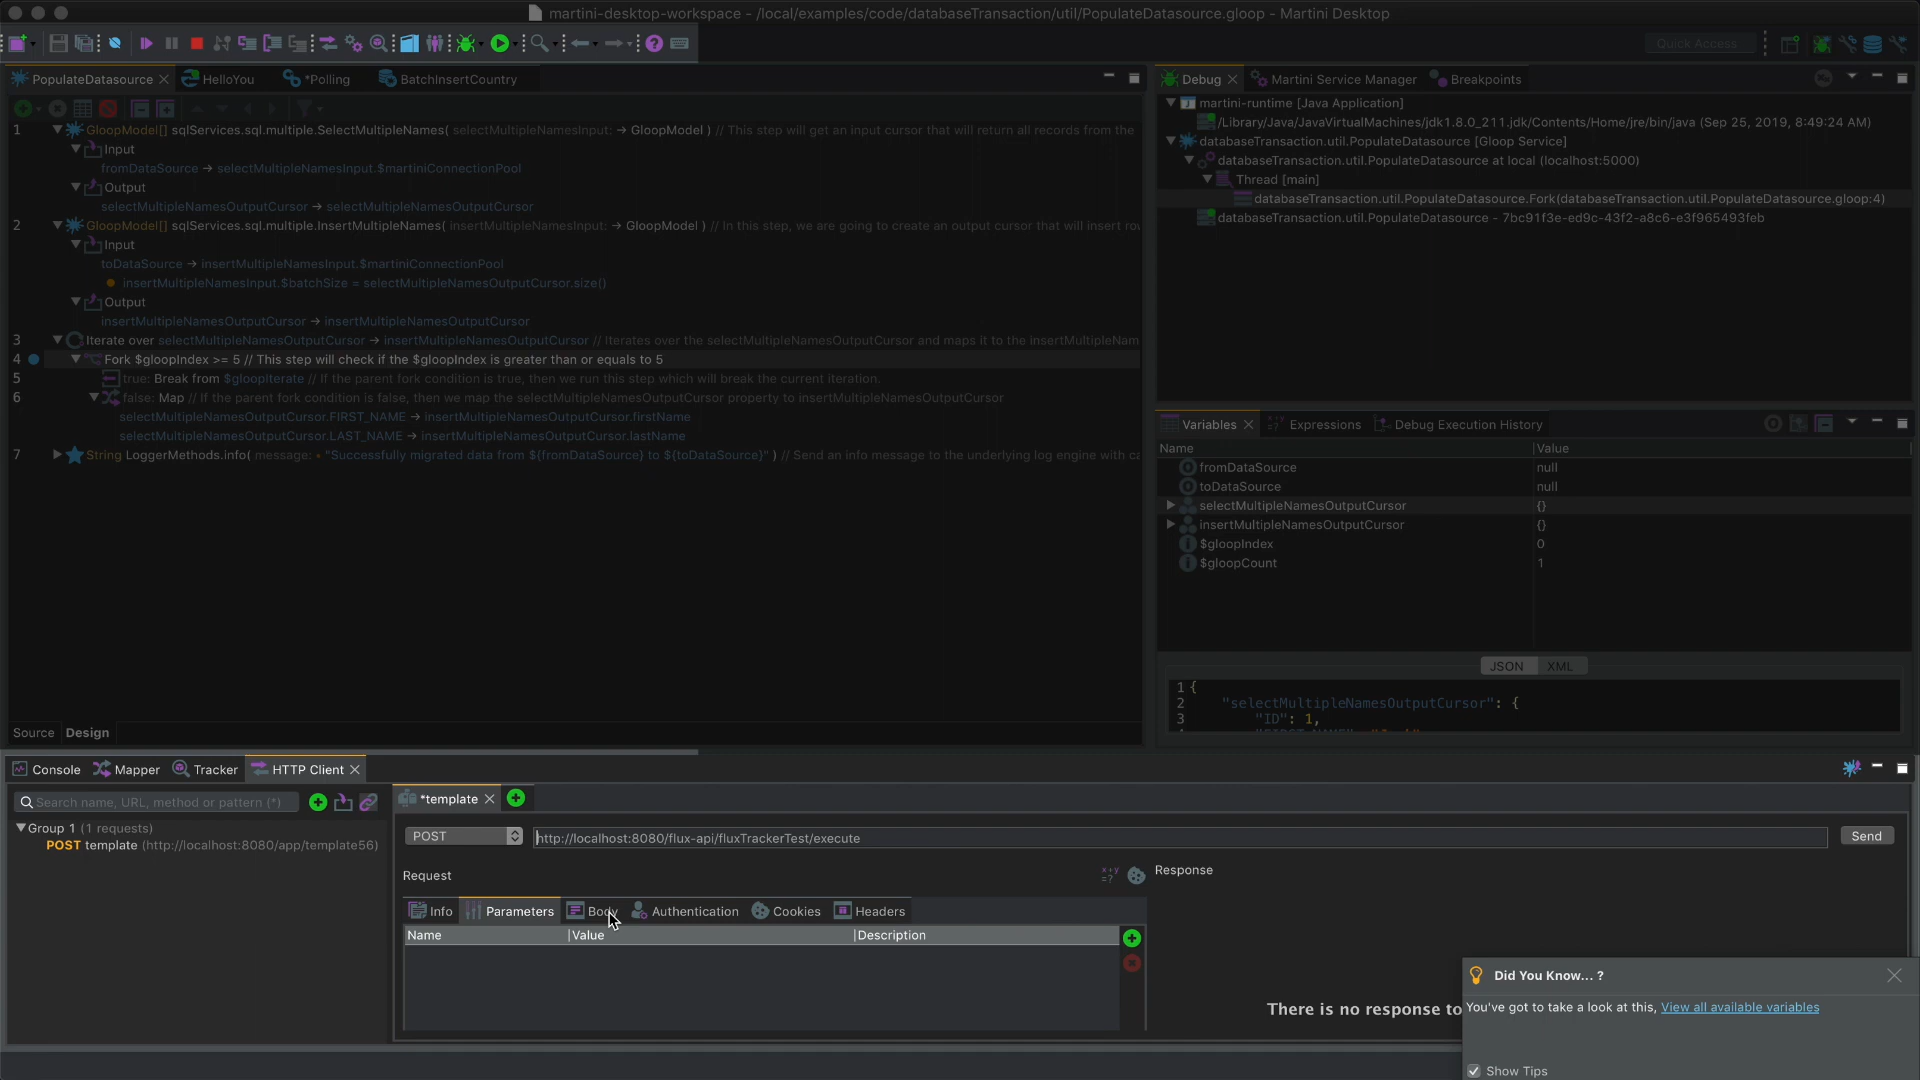 martini-desktop-workspace - /local/examples/code/databaseTransaction/util/PopulateDatasource.gloop - Martini Desktop
Quick Access
PopulateDatasource
HelloYou
*Polling
BatchInsertCountry
1 GloopModel[] sqlServices.sql.multiple.SelectMultipleNames( selectMultipleNamesInput: → GloopModel ) // This step will get an input cursor that will return all records from the
Input
fromDataSource → selectMultipleNamesInput.$martiniConnectionPool
Output
selectMultipleNamesOutputCursor → selectMultipleNamesOutputCursor
2 GloopModel[] sqlServices.sql.multiple.InsertMultipleNames( insertMultipleNamesInput: → GloopModel ) // In this step, we are going to create an output cursor that will insert
Input
toDataSource → insertMultipleNamesInput.$martiniConnectionPool
insertMultipleNamesInput.$batchSize = selectMultipleNamesOutputCursor.size()
Output
insertMultipleNamesOutputCursor → insertMultipleNamesOutputCursor
3 Iterate over selectMultipleNamesOutputCursor → insertMultipleNamesOutputCursor // Iterates over the selectMultipleNamesOutputCursor and maps it to the insertMultipleNam
4 Fork $gloopIndex >= 5 // This step will check if the $gloopIndex is greater than or equals to 5
5 true: Break from $gloopIterate // If the parent fork condition is true, then we run this step which will break the current iteration.
6 false: Map // If the parent fork condition is false, then we map the selectMultipleNamesOutputCursor property to insertMultipleNamesOutputCursor
selectMultipleNamesOutputCursor.FIRST_NAME → insertMultipleNamesOutputCursor.firstName
selectMultipleNamesOutputCursor.LAST_NAME → insertMultipleNamesOutputCursor.lastName
7 String LoggerMethods.info( message: • "Successfully migrated data from ${fromDataSource} to ${toDataSource}" ) // Send an info message to the underlying log engine with ca
Source
Design
Debug
Martini Service Manager
Breakpoints
martini-runtime [Java Application]
/Library/Java/JavaVirtualMachines/jdk1.8.0_211.jdk/Contents/Home/jre/bin/java (Sep 25, 2019, 8:49:24 AM)
databaseTransaction.util.PopulateDatasource [Gloop Service]
databaseTransaction.util.PopulateDatasource at local (localhost:5000)
Thread [main]
databaseTransaction.util.PopulateDatasource.Fork(databaseTransaction.util.PopulateDatasource.gloop:4)
databaseTransaction.util.PopulateDatasource - 7bc91f3e-ed9c-43f2-a8c6-e3f965493feb
Variables
Expressions
Debug Execution History
Name
Value
fromDataSource null
toDataSource null
selectMultipleNamesOutputCursor {}
insertMultipleNamesOutputCursor {}
$gloopIndex 0
$gloopCount 1
JSON
XML
1 {
2 "selectMultipleNamesOutputCursor": {
3 "ID": 1,
Console
Mapper
Tracker
HTTP Client
Search name, URL, method or pattern (*)
Group 1 (1 requests)
POST template (http://localhost:8080/app/template56)
*template
POST
http://localhost:8080/flux-api/fluxTrackerTest/execute
Send
Request
Response
Info
Parameters
Body
Authentication
Cookies
Headers
Name
Value
Description
There is no response to
Did You Know... ?
You've got to take a look at this, View all available variables
Show Tips